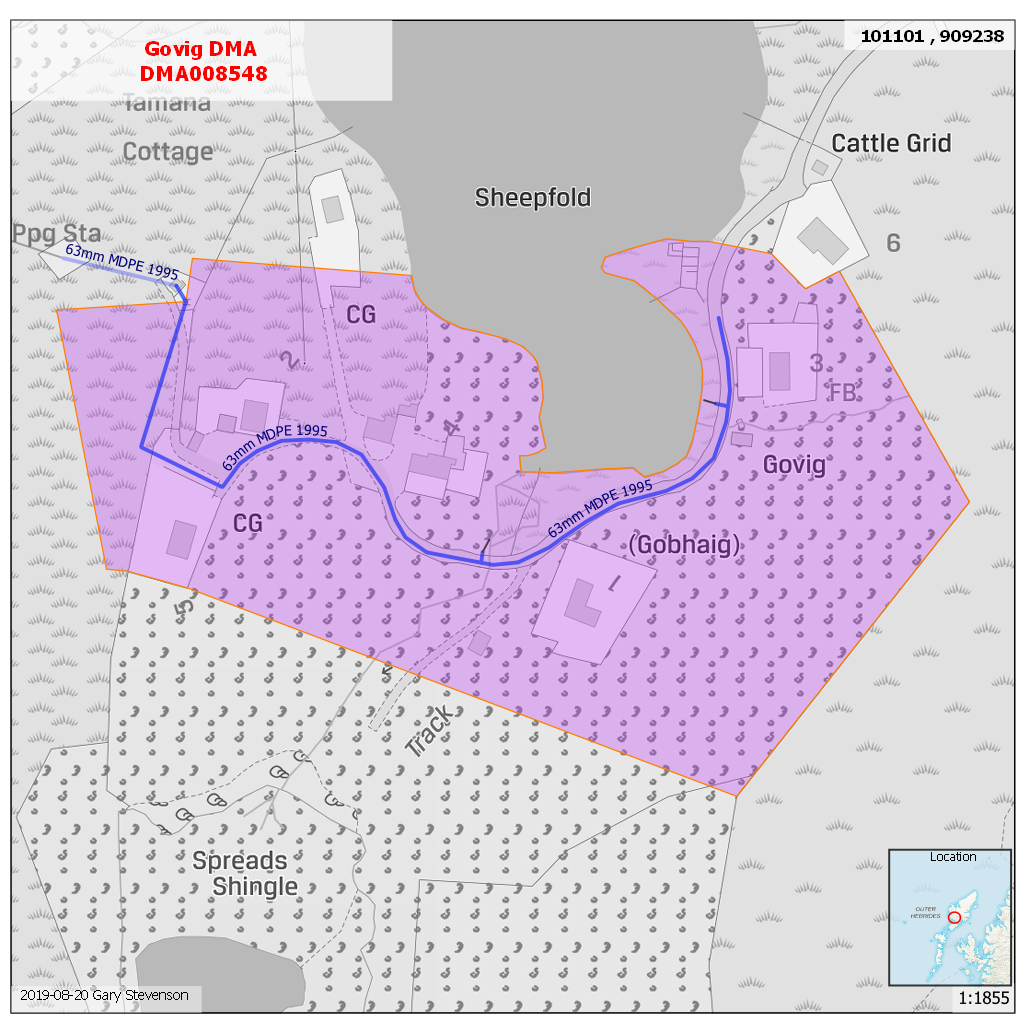 Govig DMA
DMA008548
101101 , 909238
Tamana
Cottage
Cattle Grid
Sheepfold
Ppg Sta
6
63mm MDPE 1995
CG
2
3
FB
4
63mm MDPE 1995
Govig
63mm MDPE 1995
CG
(Gobhaig)
1
5
Track
Spreads
Shingle
Location
OUTER
HEBRIDES
2019-08-20 Gary Stevenson
1:1855